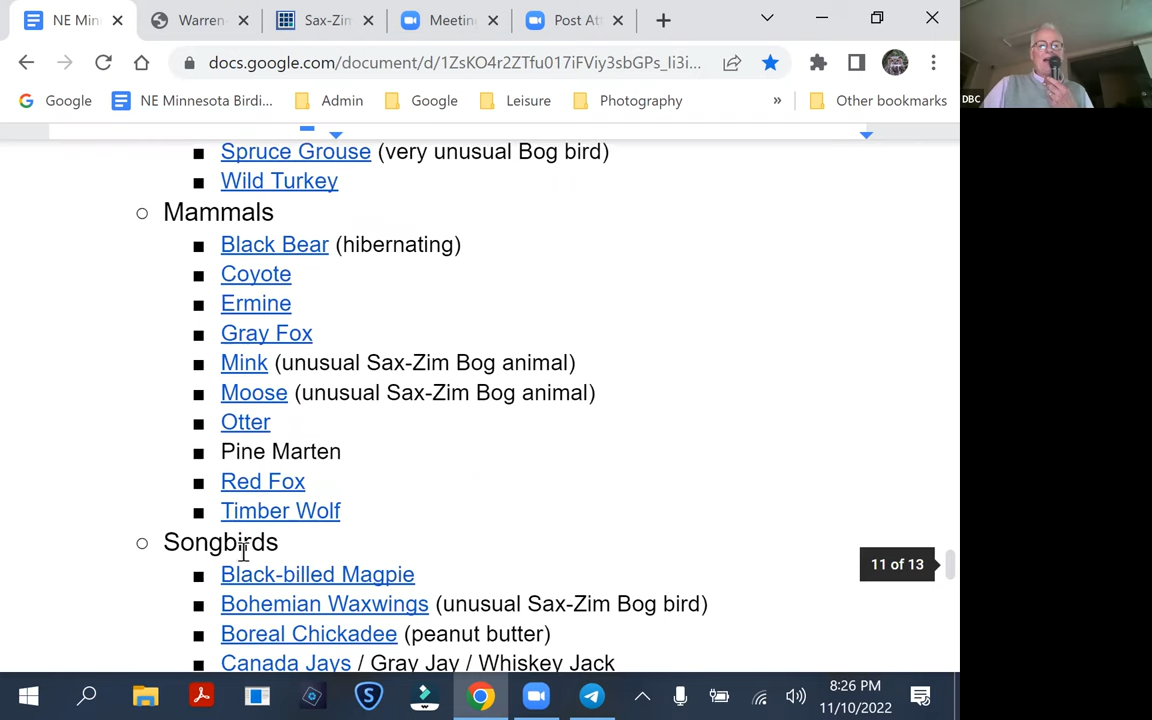 NE Min
Warren
Sax-Zim
Meetin
Post At
docs.google.com/document/d/1ZsKO4r2ZTfu017iFViy3sbGPs_Ii3i...
Google
NE Minnesota Birdi...
Admin
Google
Leisure
Photography
»
Other bookmarks
DBC
Spruce Grouse (very unusual Bog bird)
Wild Turkey
Mammals
Black Bear (hibernating)
Coyote
Ermine
Gray Fox
Mink (unusual Sax-Zim Bog animal)
Moose (unusual Sax-Zim Bog animal)
Otter
Pine Marten
Red Fox
Timber Wolf
Songbirds
Black-billed Magpie
Bohemian Waxwings (unusual Sax-Zim Bog bird)
Boreal Chickadee (peanut butter)
Canada Jays / Gray Jay / Whiskey Jack
11 of 13
8:26 PM
11/10/2022